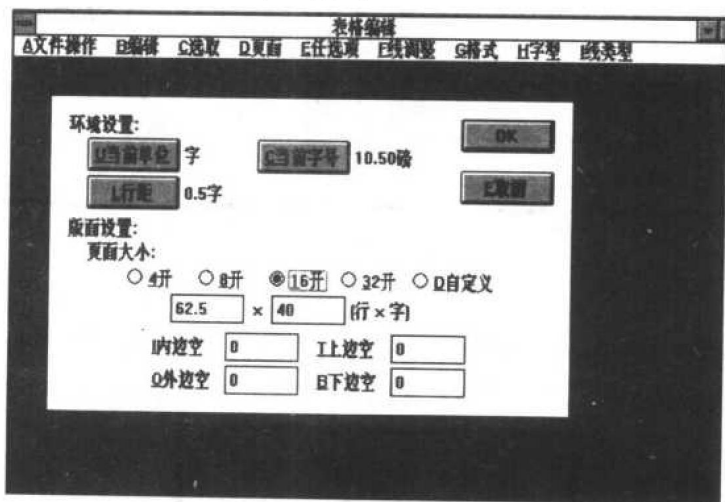 表格编辑
A文件操作 B编辑 C选取 D页面 E任选项 F线调整 G格式 H字型 I线类型
环境设置:
U当前单位 字 C当前字号 10.50磅 OK
L行距 0.5字 E取消
版面设置:
页面大小:
4开 8开 16开 32开 D自定义
62.5 × 40 (行×字)
I内边空 0 T上边空 0
O外边空 0 B下边空 0